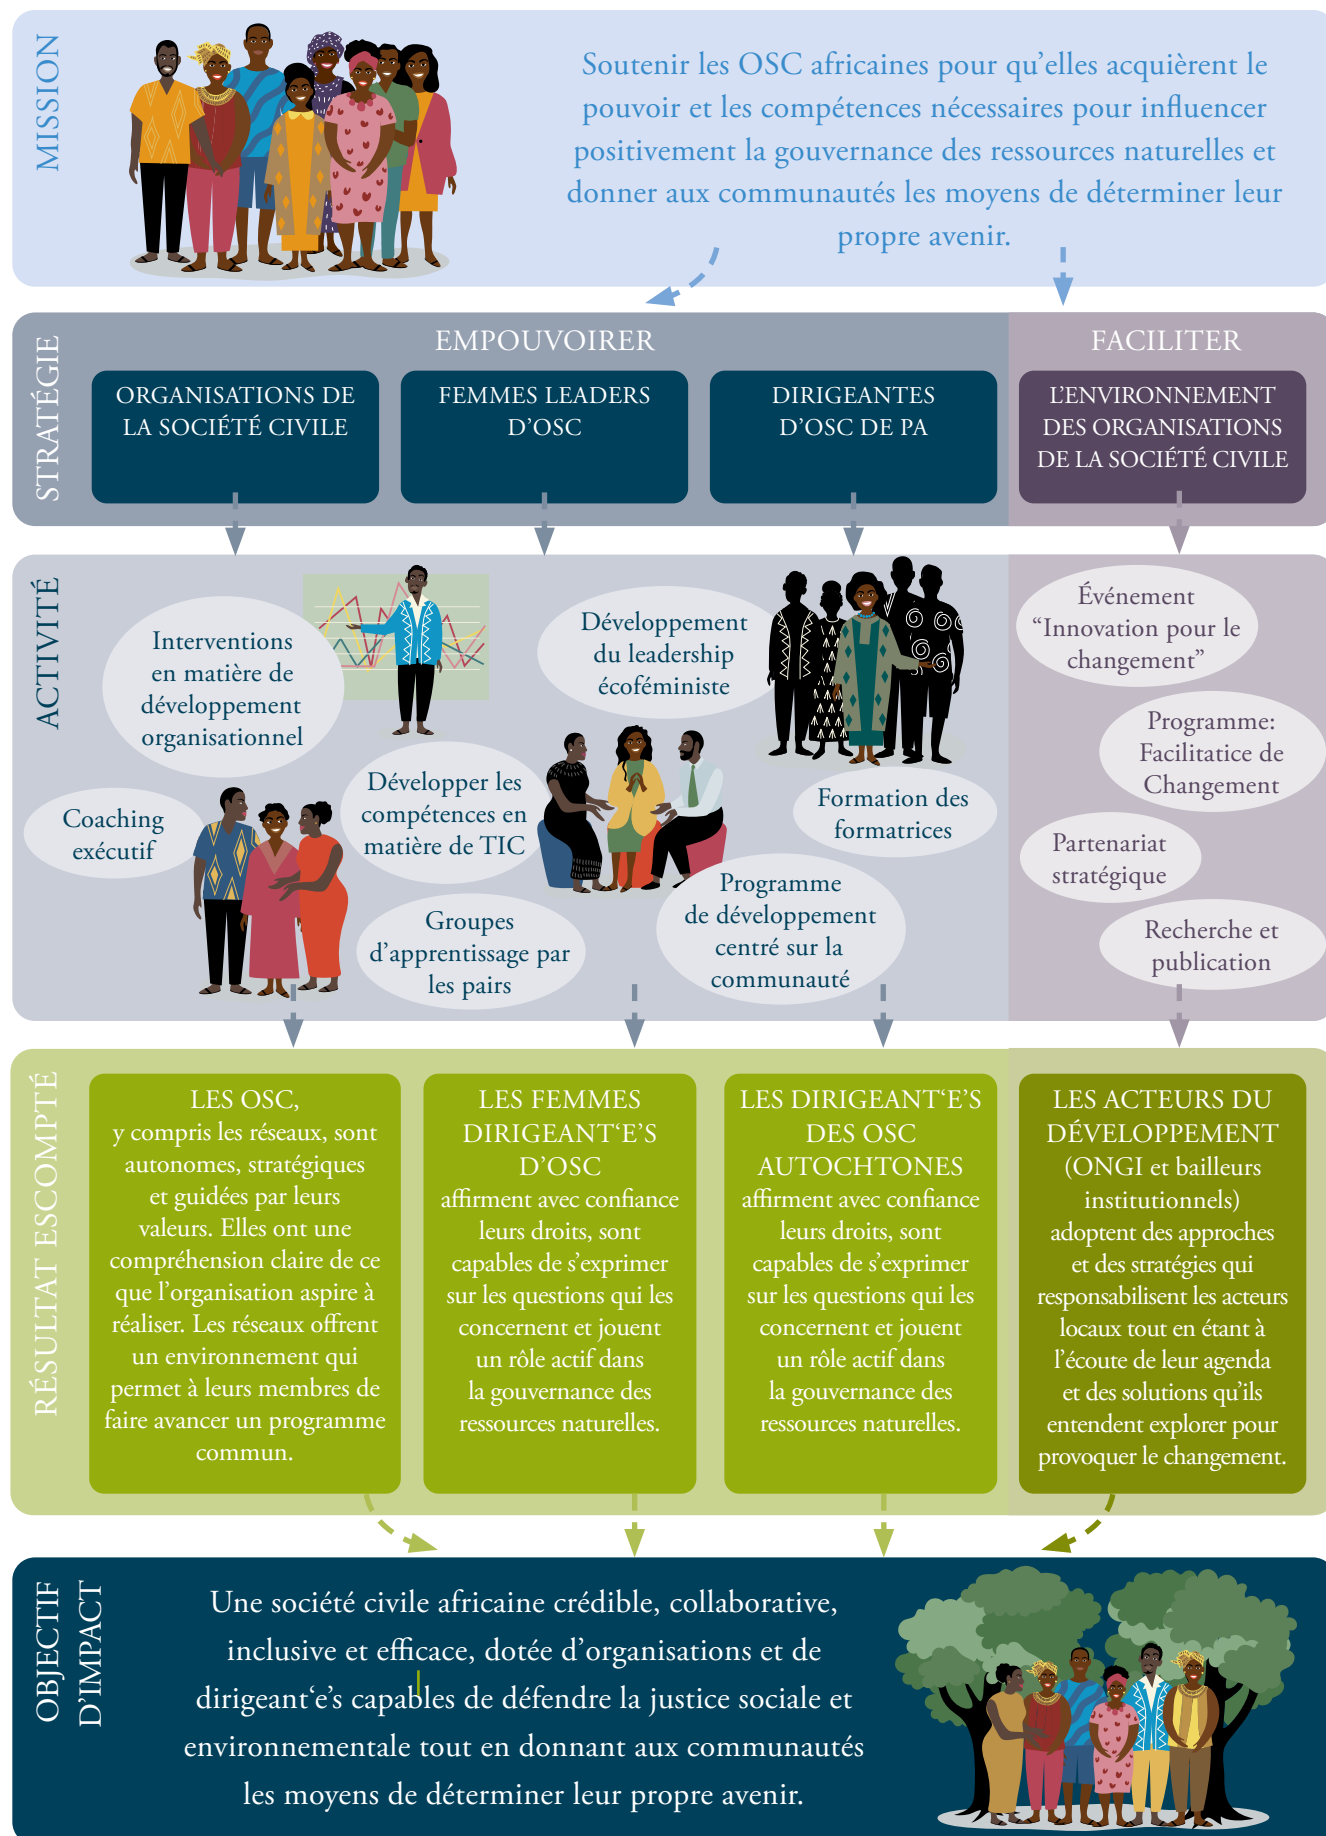 MISSION
Soutenir les OSC africaines pour qu’elles acquièrent le
pouvoir et les compétences nécessaires pour influencer
positivement la gouvernance des ressources naturelles et
donner aux communautés les moyens de déterminer leur
propre avenir.
STRATÉGIE
EMPOUVOIRER
ORGANISATIONS DE
LA SOCIÉTÉ CIVILE
FEMMES LEADERS
D’OSC
DIRIGEANTES
D’OSC DE PA
FACILITER
L’ENVIRONNEMENT
DES ORGANISATIONS
DE LA SOCIÉTÉ CIVILE
ACTIVITÉ
Interventions
en matière de
développement
organisationnel
Coaching
exécutif
Développer les
compétences en
matière de TIC
Groupes
d’apprentissage par
les pairs
Développement
du leadership
écoféministe
Formation des
formatrices
Programme
de développement
centré sur la
communauté
Événement
“Innovation pour le
changement”
Programme:
Facilitatice de
Changement
Partenariat
stratégique
Recherche et
publication
RÉSULTAT ESCOMPTÉ
LES OSC,
y compris les réseaux, sont
autonomes, stratégiques
et guidées par leurs
valeurs. Elles ont une
compréhension claire de ce
que l’organisation aspire à
réaliser. Les réseaux offrent
un environnement qui
permet à leurs membres de
faire avancer un programme
commun.
LES FEMMES
DIRIGEANT‘E’S
D’OSC
affirment avec confiance
leurs droits, sont
capables de s’exprimer
sur les questions qui les
concernent et jouent
un rôle actif dans
la gouvernance des
ressources naturelles.
LES DIRIGEANT‘E’S
DES OSC
AUTOCHTONES
affirment avec confiance
leurs droits, sont
capables de s’exprimer
sur les questions qui les
concernent et jouent
un rôle actif dans
la gouvernance des
ressources naturelles.
LES ACTEURS DU
DÉVELOPPEMENT
(ONGI et bailleurs
institutionnels)
adoptent des approches
et des stratégies qui
responsabilisent les acteurs
locaux tout en étant à
l’écoute de leur agenda
et des solutions qu’ils
entendent explorer pour
provoquer le changement.
OBJECTIF
D’IMPACT
Une société civile africaine crédible, collaborative,
inclusive et efficace, dotée d’organisations et de
dirigeant‘e’s capables de défendre la justice sociale et
environnementale tout en donnant aux communautés
les moyens de déterminer leur propre avenir.